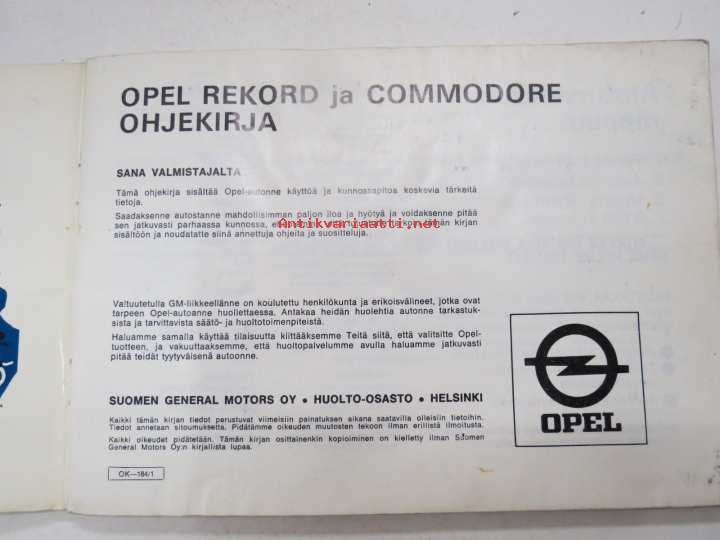 OPEL REKORD ja COMMODORE
OHJEKIRJA
SANA VALMISTAJALTA
Tämä ohjekirja sisältää Opel-autonne käyttöä ja kunnossapitoa koskevia tärkeitä
tietoja.
Saadaksenne autostanne mahdollisimman paljon iloa ja hyötyä ja voidaksenne pitää
sen jatkuvasti parhaassa kunnossa, tämän kirjan
Antikvariaatti.net
sisältöön ja noudatatte siinä annettuja ohjeita ja suositteluja.
Valtuutetulla GM-liikkeellänne on koulutettu henkilökunta ja erikoisvälineet, jotka ovat
tarpeen Opel-autoanne huollettaessa. Antakaa heidän huolehtia autonne tarkastuk-
sista ja tarvittavista säätö- ja huoltotoimenpiteistä.
Haluamme samalla käyttää tilaisuutta kiittääksemme Teitä siitä, että valitsitte Opel-
tuotteen, ja vakuuttaaksemme, että huoltopalvelumme avulla haluamme jatkuvasti
pitää teidät tyytyväisenä autoonne.
OPEL
SUOMEN GENERAL MOTORS OY • HUOLTO-OSASTO • HELSINKI
Kaikki tämän kirjan tiedot perustuvat viimeisiin painatuksen aikana saatavilla olleisiin tietoihin.
Tiedot annetaan sitoumuksetta. Pidätämme oikeuden muutosten tekoon ilman erillistä ilmoitusta.
Kaikki oikeudet pidätetään. Tämän kirjan osittainenkin kopioiminen on kielletty ilman Suomen
General Motors Oy:n kirjallista lupaa.
OK—184/1